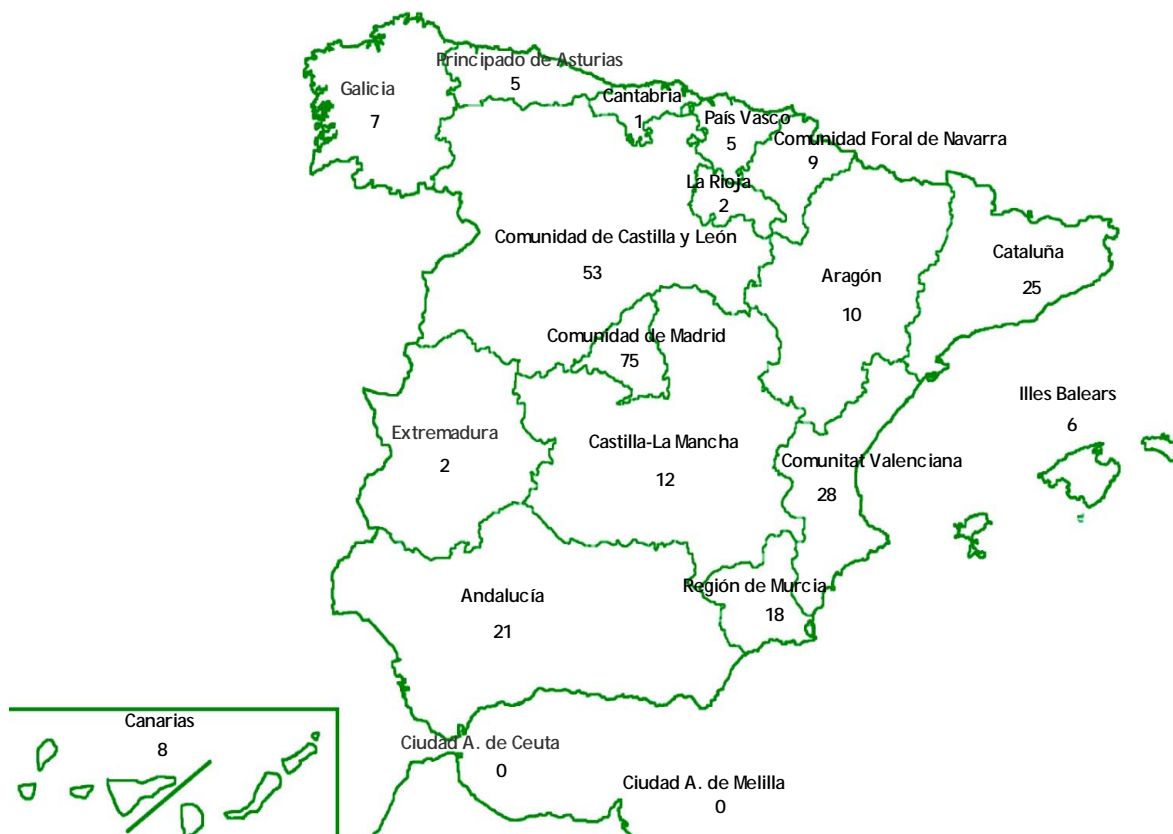 Principado de Asturias
5
Galicia
7
Cantabria
1
País Vasco
5
Comunidad Foral de Navarra
9
La Rioja
2
Comunidad de Castilla y León
53
Cataluña
25
Aragón
10
Comunidad de Madrid
75
Illes Balears
6
Extremadura
2
Castilla-La Mancha
12
Comunitat Valenciana
28
Andalucía
21
Región de Murcia
18
Canarias
8
Ciudad A. de Ceuta
0
Ciudad A. de Melilla
0